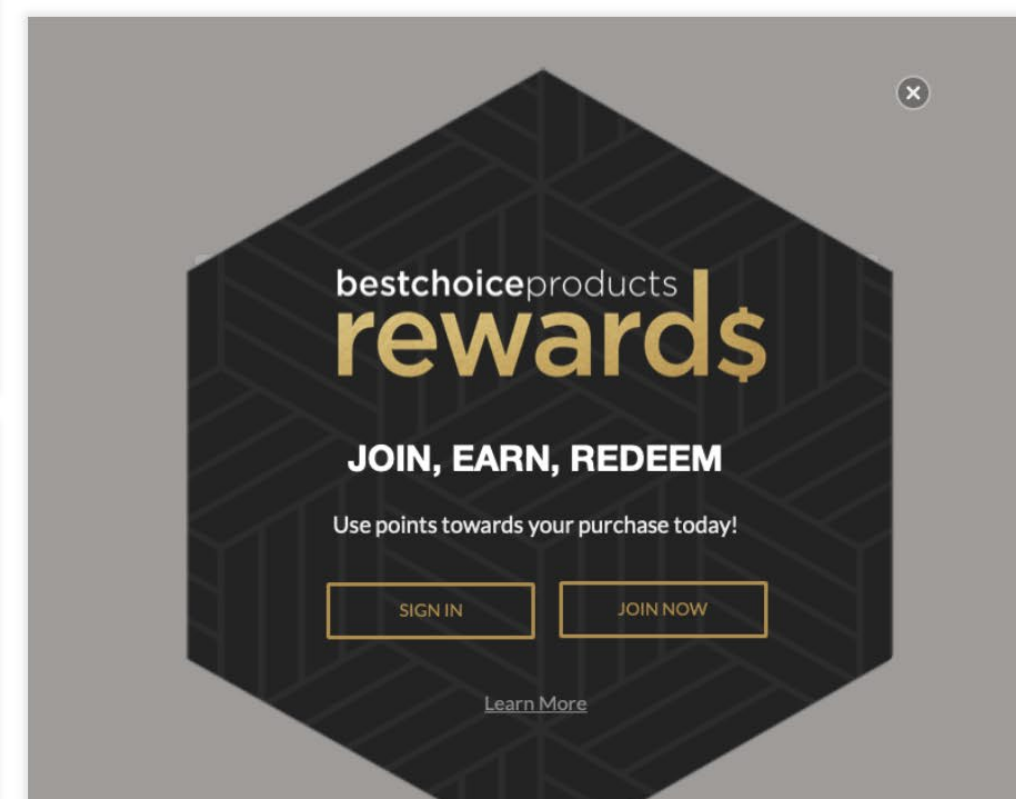 bestchoiceproducts
reward$
JOIN, EARN, REDEEM
Use points towards your purchase today!
SIGN IN
JOIN NOW
Learn More